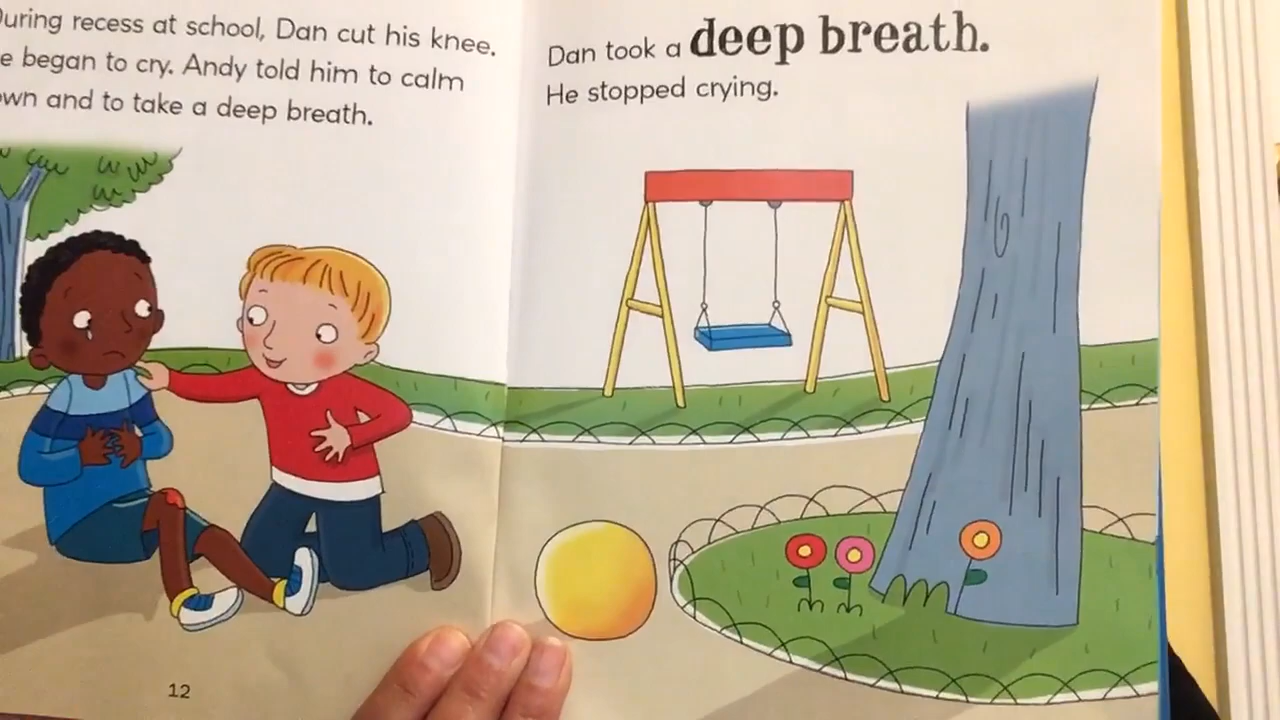 During recess at school, Dan cut his knee.
e began to cry. Andy told him to calm
own and to take a deep breath.
12
Dan took a deep breath.
He stopped crying.